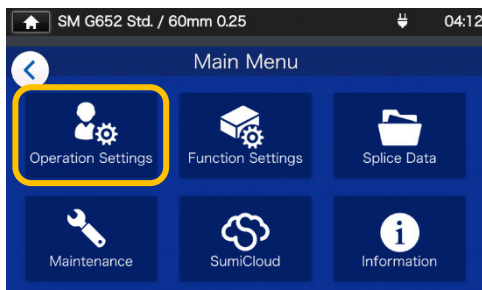 SM G652 Std. / 60mm 0.25 04:12
Main Menu
Operation Settings Function Settings Splice Data
Maintenance SumiCloud Information